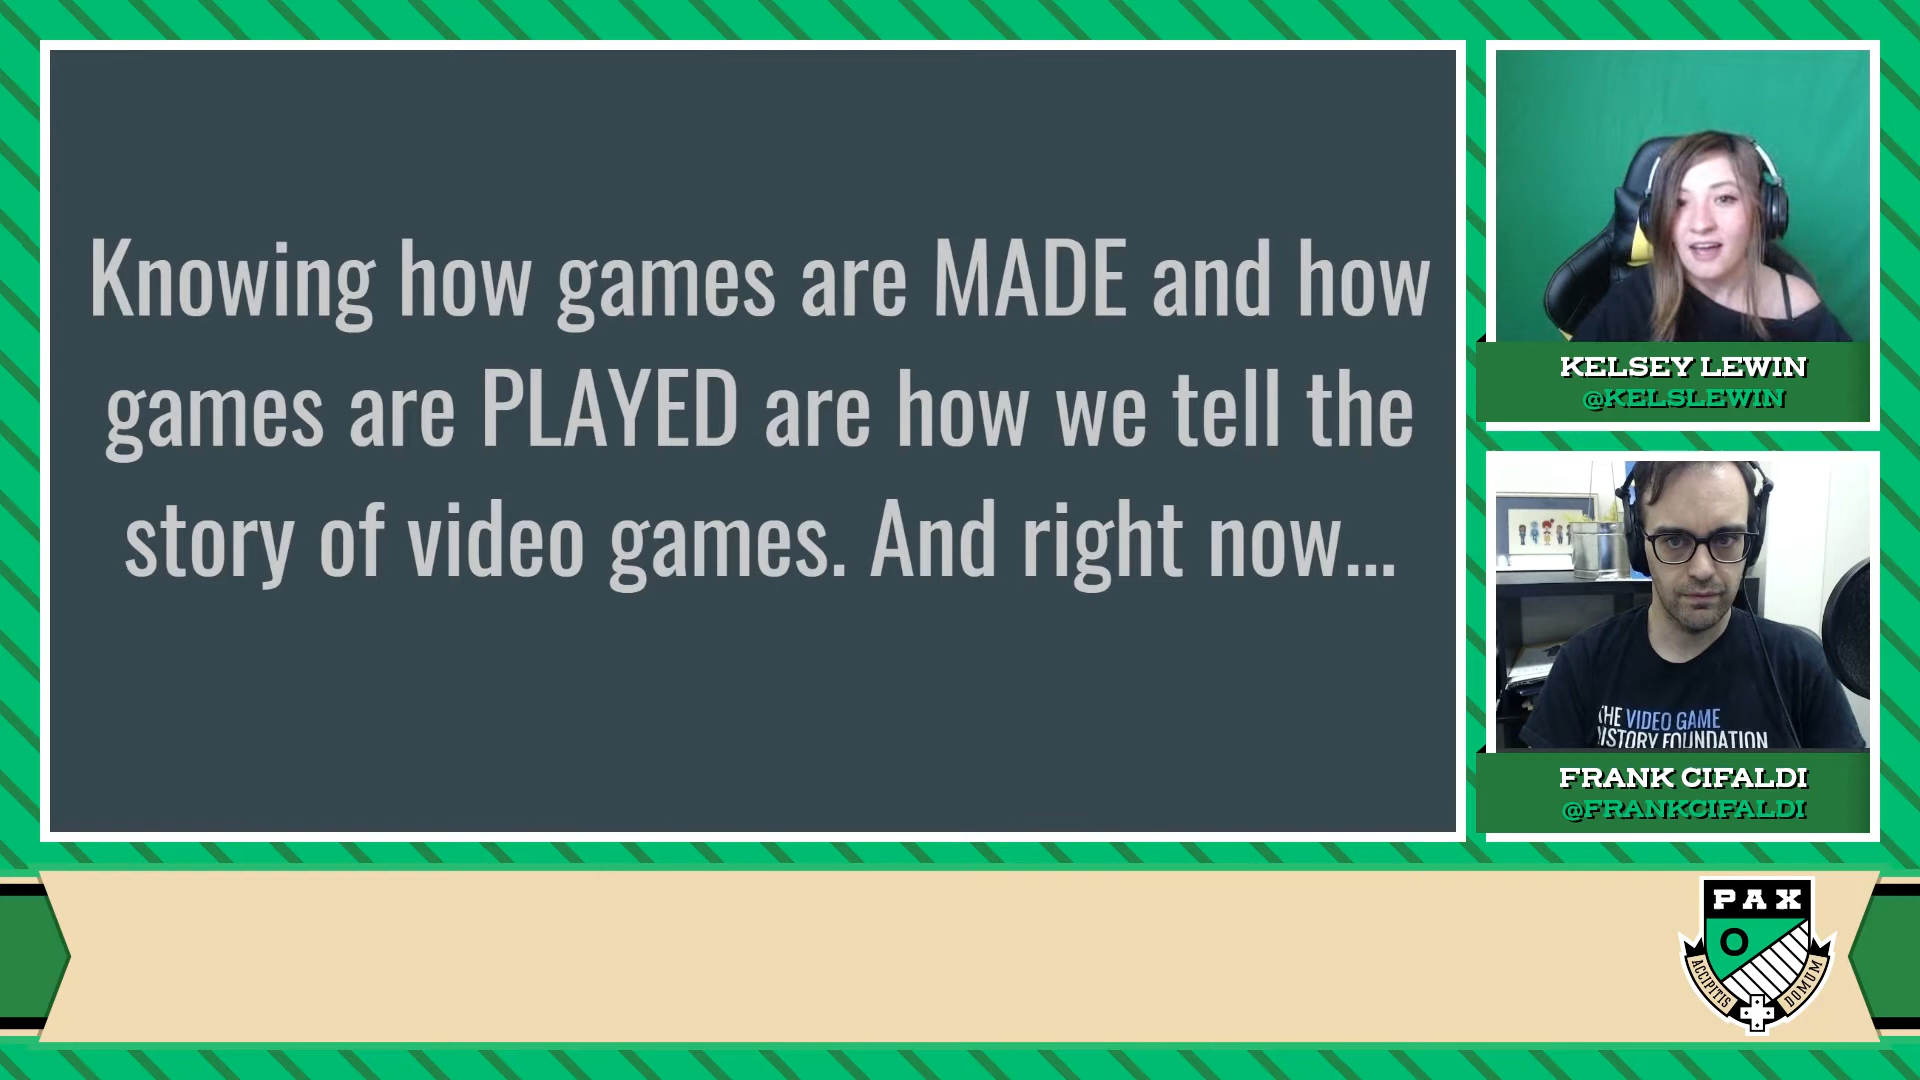 Knowing how games are MADE and how
games are PLAYED are how we tell the
story of video games. And right now...
KELSEY LEWIN
@KELSLEWIN
THE VIDEO GAME
HISTORY FOUNDATION
FRANK CIFALDI
@FRANKCIFALDI
PAX
O
ACCIPITIS DOMUM